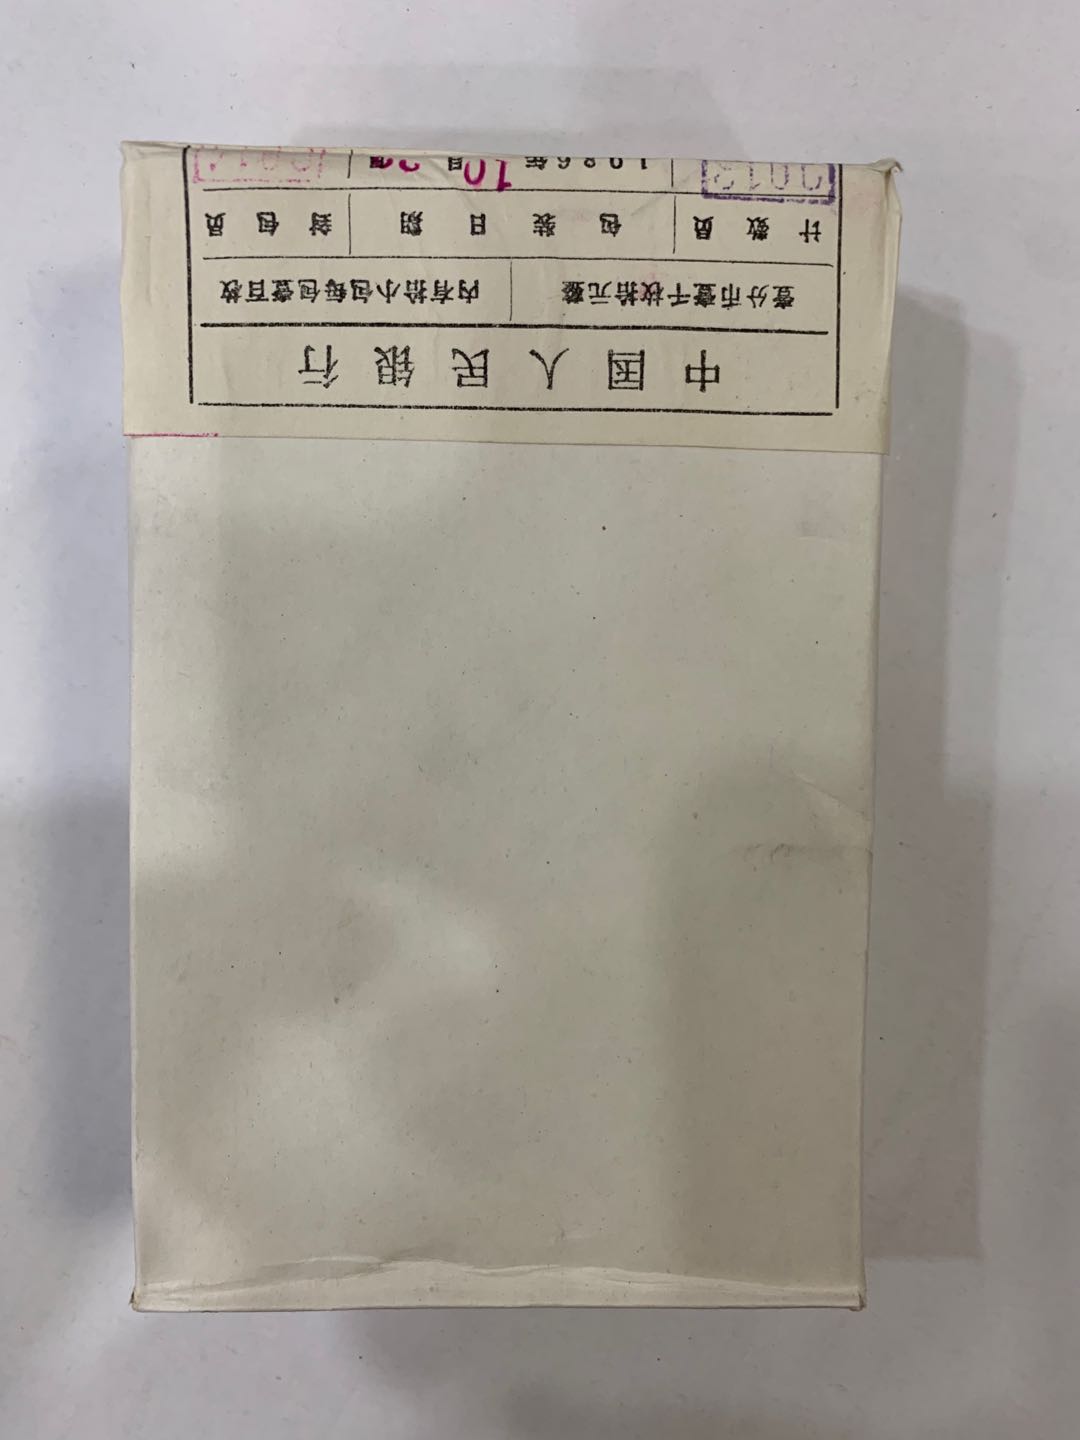 中国人民银行
壹分币壹千枚拾元整 内有拾小包每包壹百枚
计数员 包装日期 封包员
1986年10月